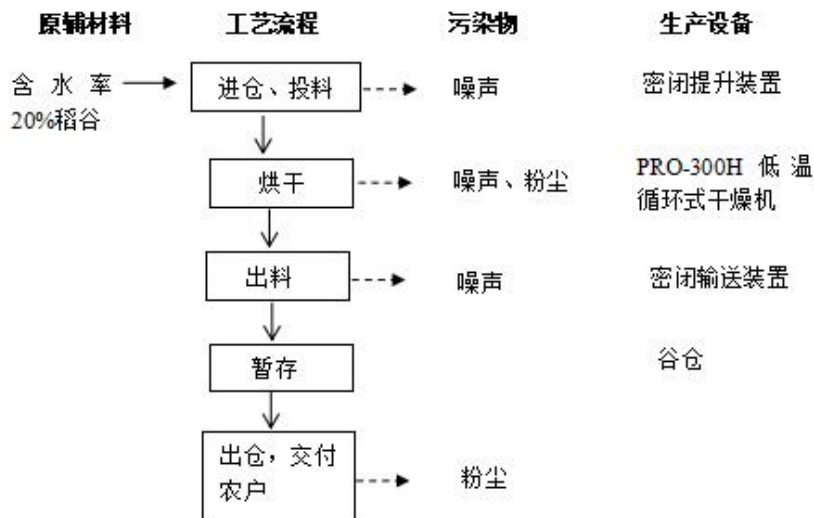 原辅材料 工艺流程 污染物 生产设备
含水率 进仓、投料 噪声 密闭提升装置
20%稻谷
烘干 噪声、粉尘 PRO-300H 低温
循环式干燥机
出料 噪声 密闭输送装置
暂存 谷仓
出仓，交付
农户 粉尘